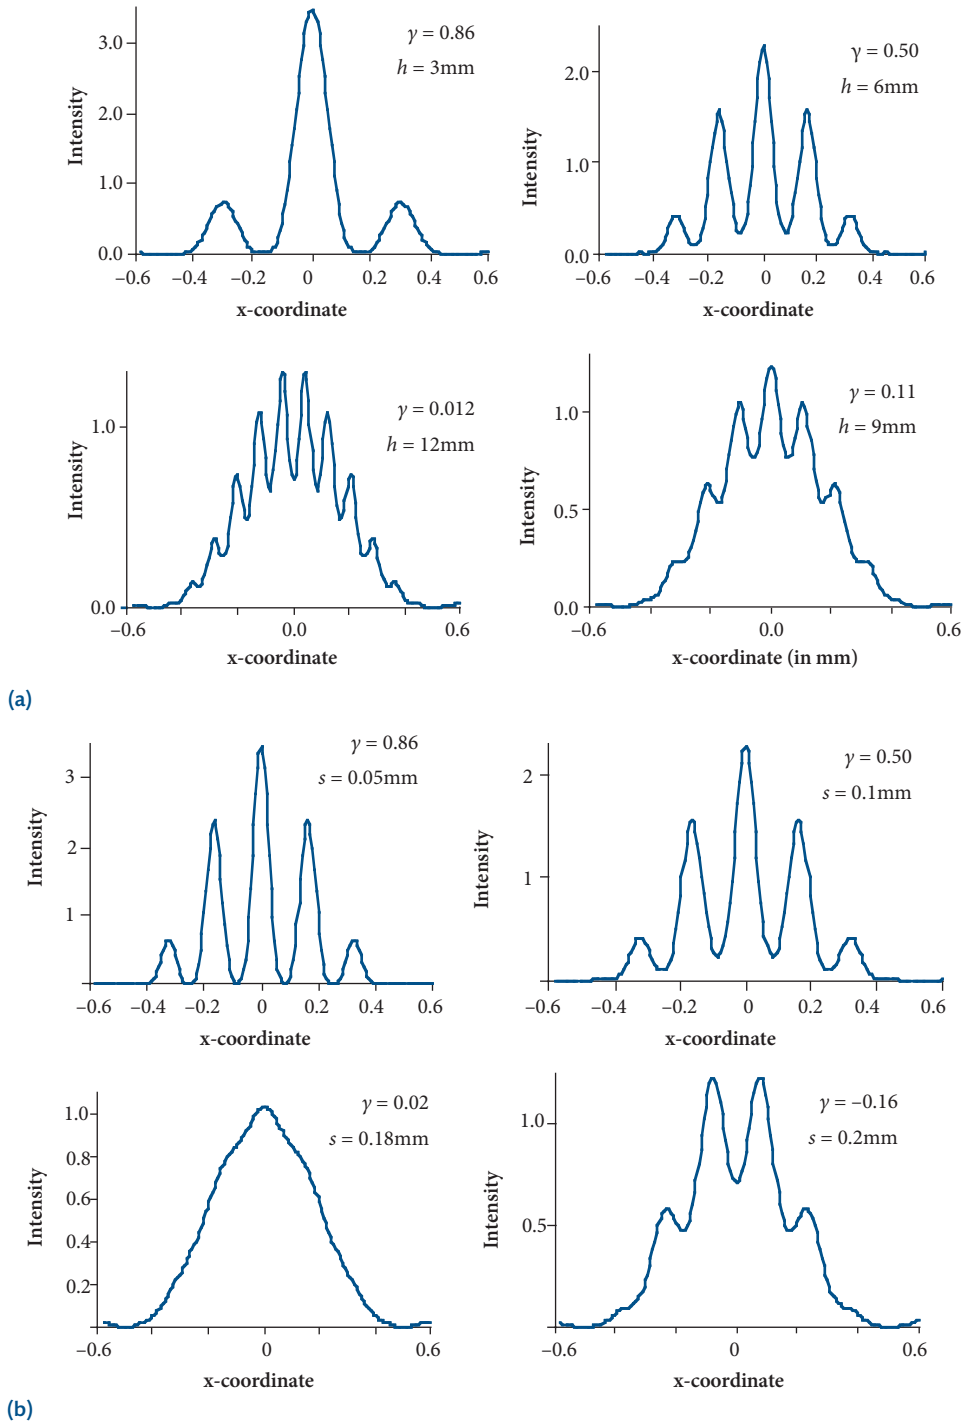 γ = 0.86
h = 3mm
Intensity
3.0
2.0
1.0
0.0
−0.6 −0.4 −0.2 0 0.2 0.4 0.6
x-coordinate
γ = 0.50
h = 6mm
Intensity
2.0
1.0
0.0
−0.6 −0.4 −0.2 0 0.2 0.4 0.6
x-coordinate
γ = 0.012
h = 12mm
Intensity
1.0
0.0
−0.6 0.0 0.6
x-coordinate
γ = 0.11
h = 9mm
Intensity
1.0
0.5
0.0
−0.6 0.0 0.6
x-coordinate (in mm)
(a)
γ = 0.86
s = 0.05mm
Intensity
3
2
1
−0.6 −0.4 −0.2 0 0.2 0.4 0.6
x-coordinate
γ = 0.50
s = 0.1mm
Intensity
2
1
−0.6 −0.4 −0.2 0 0.2 0.4 0.6
x-coordinate
γ = 0.02
s = 0.18mm
Intensity
1.0
0.8
0.6
0.4
0.2
−0.6 0 0.6
x-coordinate
γ = −0.16
s = 0.2mm
Intensity
1.0
0.5
−0.6 0 0.6
x-coordinate
(b)